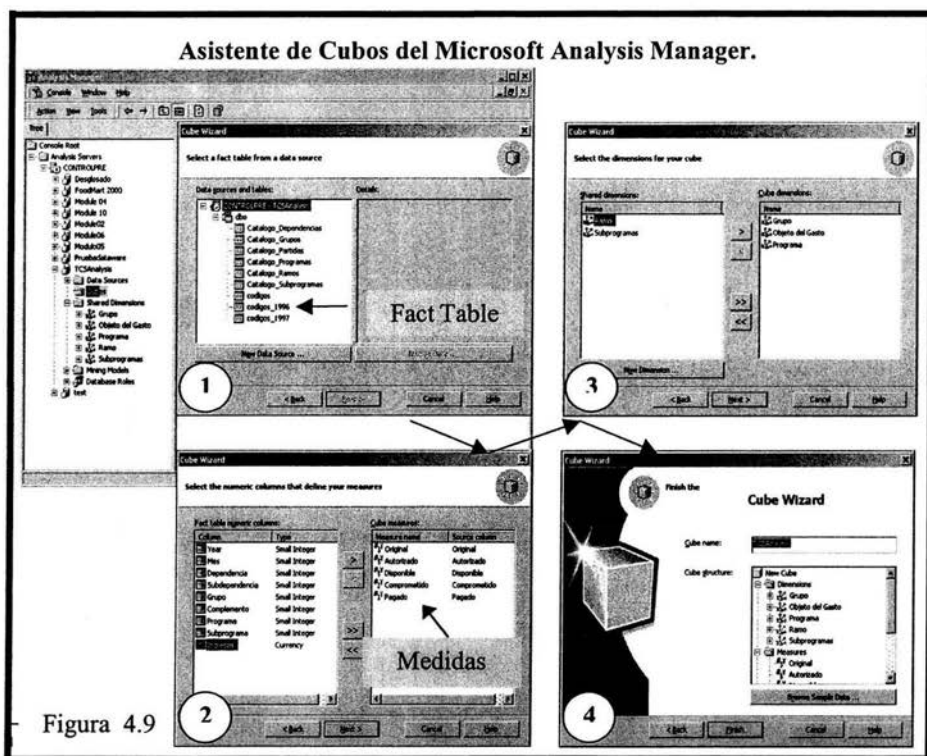 Asistente de Cubos del Microsoft Analysis Manager.
Analysis Manager
Console Window Help
Action View Tools
Tree
Console Root
Analysis Servers
CONTROLPRE
Desglosado
FoodMart 2000
Module 04
Module 10
Module02
Module06
Module05
Pruebadataware
TCSAnalysis
Data Sources
Shared Dimensions
Grupo
Objeto del Gasto
Programa
Ramo
Subprogramas
Mining Models
Database Roles
test
Cube Wizard
Select a fact table from a data source
Data sources and tables:
Details:
CONTROLPRE - TCSAnalysis
dbo
Catalogo_Dependencias
Catalogo_Grupos
Catalogo_Partidas
Catalogo_Programas
Catalogo_Ramos
Catalogo_Subprogramas
codigos
codigos_1996
codigos_1997
Fact Table
New Data Source ...
1
< Back
Cancel
Help
Cube Wizard
Select the numeric columns that define your measures
Fact table numeric columns:
Column Type
Year Small Integer
Mes Small Integer
Dependencia Small Integer
Subdependencia Small Integer
Grupo Small Integer
Complemento Small Integer
Programa Small Integer
Subprograma Small Integer
Currency
>
>>
<<
Cube measures:
Measure name Source column
Original Original
Autorizado Autorizado
Disponible Disponible
Comprometido Comprometido
Pagado Pagado
Medidas
2
< Back
Next >
Cancel
Help
Cube Wizard
Select the dimensions for your cube
Shared dimensions:
Name
Ramo
Subprogramas
>
>>
<<
Cube dimensions:
Name
Grupo
Objeto del Gasto
Programa
New Dimension ...
3
< Back
Next >
Cancel
Help
Cube Wizard
Finish the
Cube Wizard
Cube name:
Cube structure:
New Cube
Dimensions
Grupo
Objeto del Gasto
Programa
Ramo
Subprogramas
Measures
Original
Autorizado
Browse Sample Data ...
4
< Back
Finish
Cancel
Help
Figura 4.9